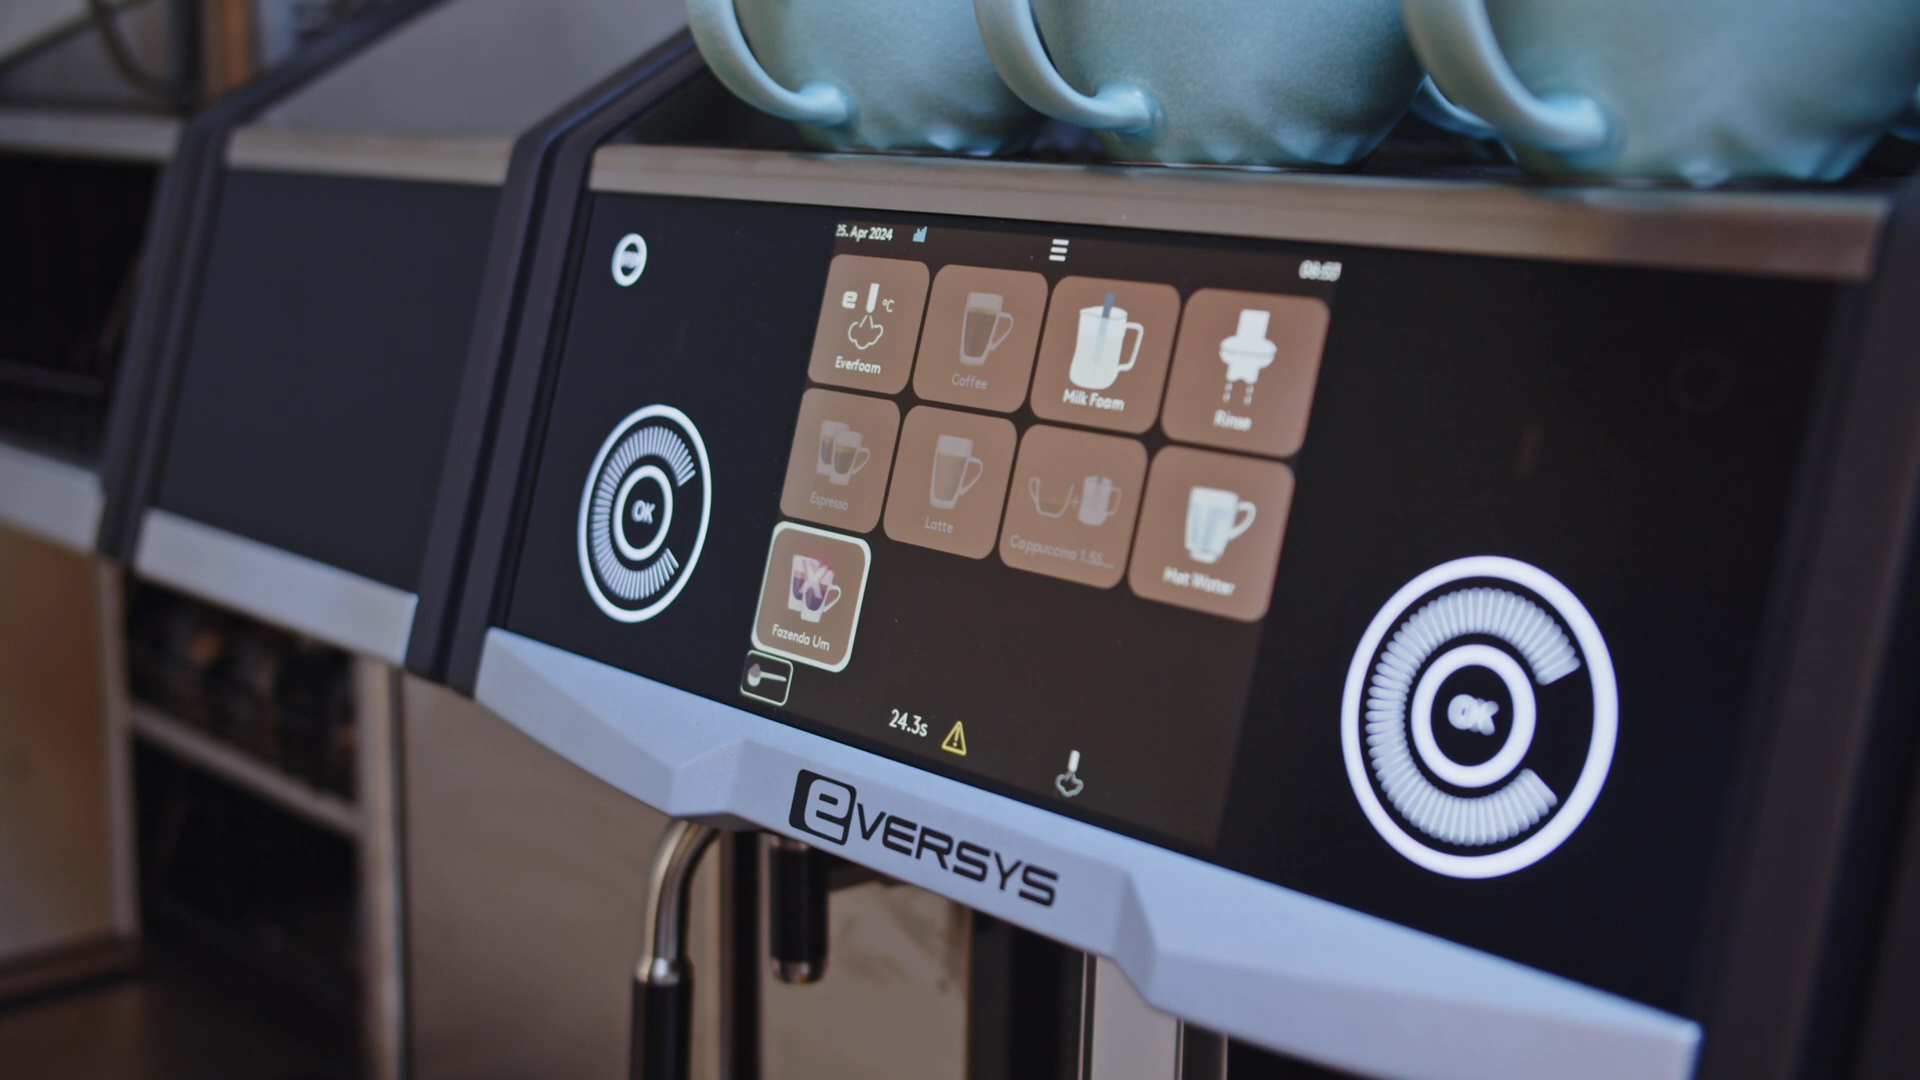 25. Apr 2024
e °C
Everfoam
Coffee
Milk Foam
Rinse
Espresso
Latte
Cappuccino 1.55...
Hot Water
Fazenda Um
OK
OK
24.3s
eVERSYS